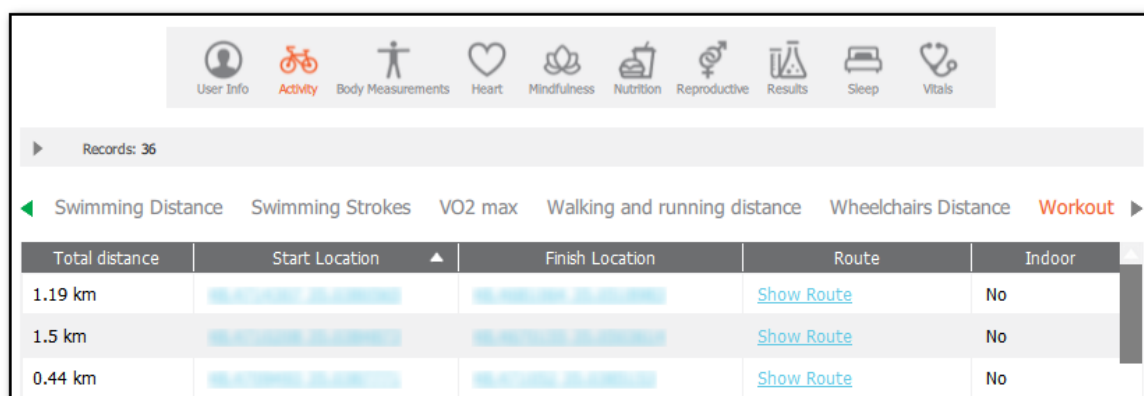 User Info Activity Body Measurements Heart Mindfulness Nutrition Reproductive Results Sleep Vitals
Records: 36
Swimming Distance Swimming Strokes VO2 max Walking and running distance Wheelchairs Distance Workout
Total distance Start Location Finish Location Route Indoor
1.19 km Show Route No
1.5 km Show Route No
0.44 km Show Route No